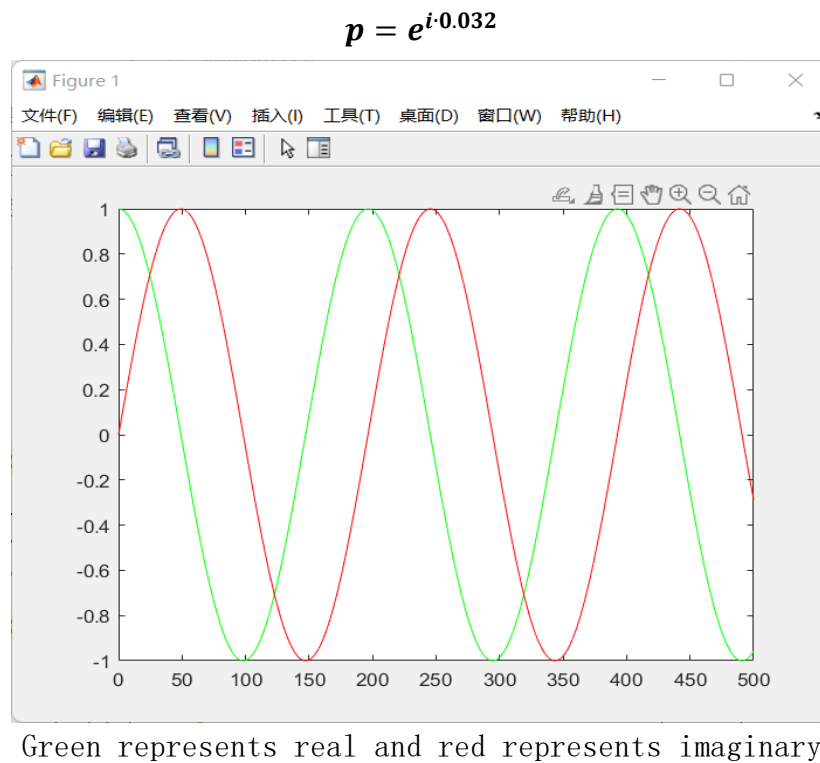 p = e^{i·0.032}
Figure 1
文件(F) 编辑(E) 查看(V) 插入(I) 工具(T) 桌面(D) 窗口(W) 帮助(H)
1
0.8
0.6
0.4
0.2
0
-0.2
-0.4
-0.6
-0.8
-1
0 50 100 150 200 250 300 350 400 450 500
Green represents real and red represents imaginary